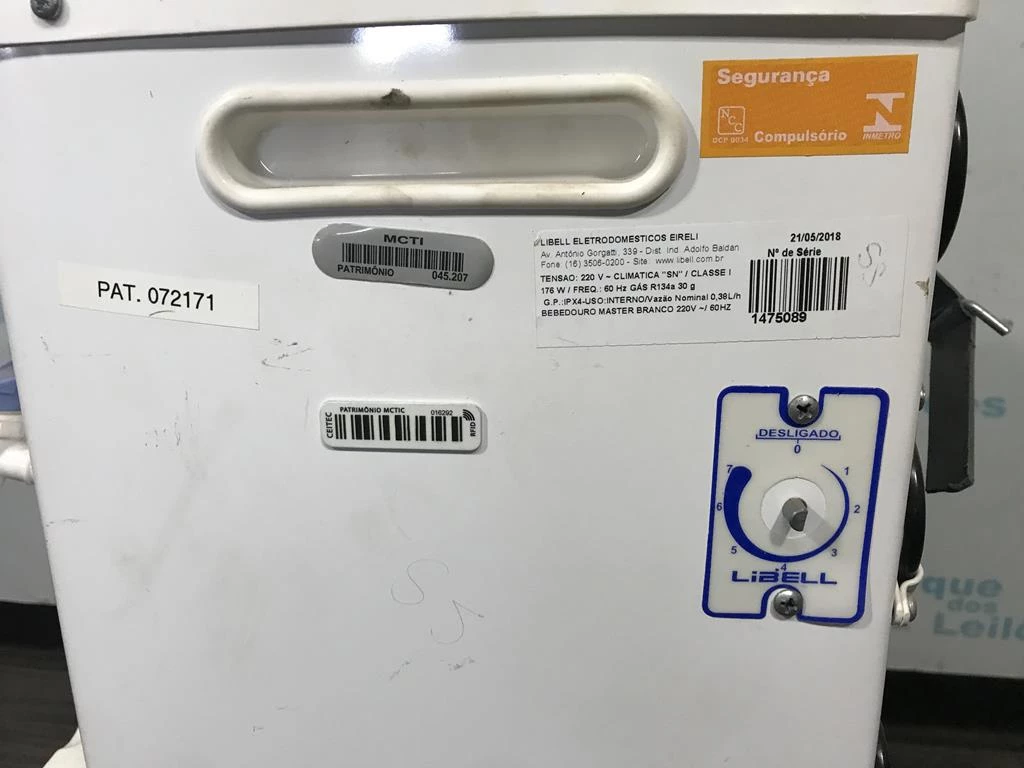 Segurança
NCC
OCP 0034
Compulsório
INMETRO
MCTI
PATRIMÔNIO 045.207
LIBELL ELETRODOMESTICOS EIRELI
Av. Antônio Gorgatti, 339 - Dist. Ind. Adolfo Baldan
Fone: (16) 3506-0200 - Site: www.libell.com.br
TENSAO: 220 V ~ CLIMATICA "SN" / CLASSE I
176 W / FREQ.: 60 Hz GÁS R134a 30 g
G.P.:IPX4-USO:INTERNO/Vazão Nominal 0,38L/h
BEBEDOURO MASTER BRANCO 220V ~/ 60HZ
21/05/2018
Nº de Série
1475089
PAT. 072171
CEITEC
PATRIMÔNIO MCTIC 016292
RFID
DESLIGADO
0
1
2
3
4
5
6
7
LiBELL
que
dos